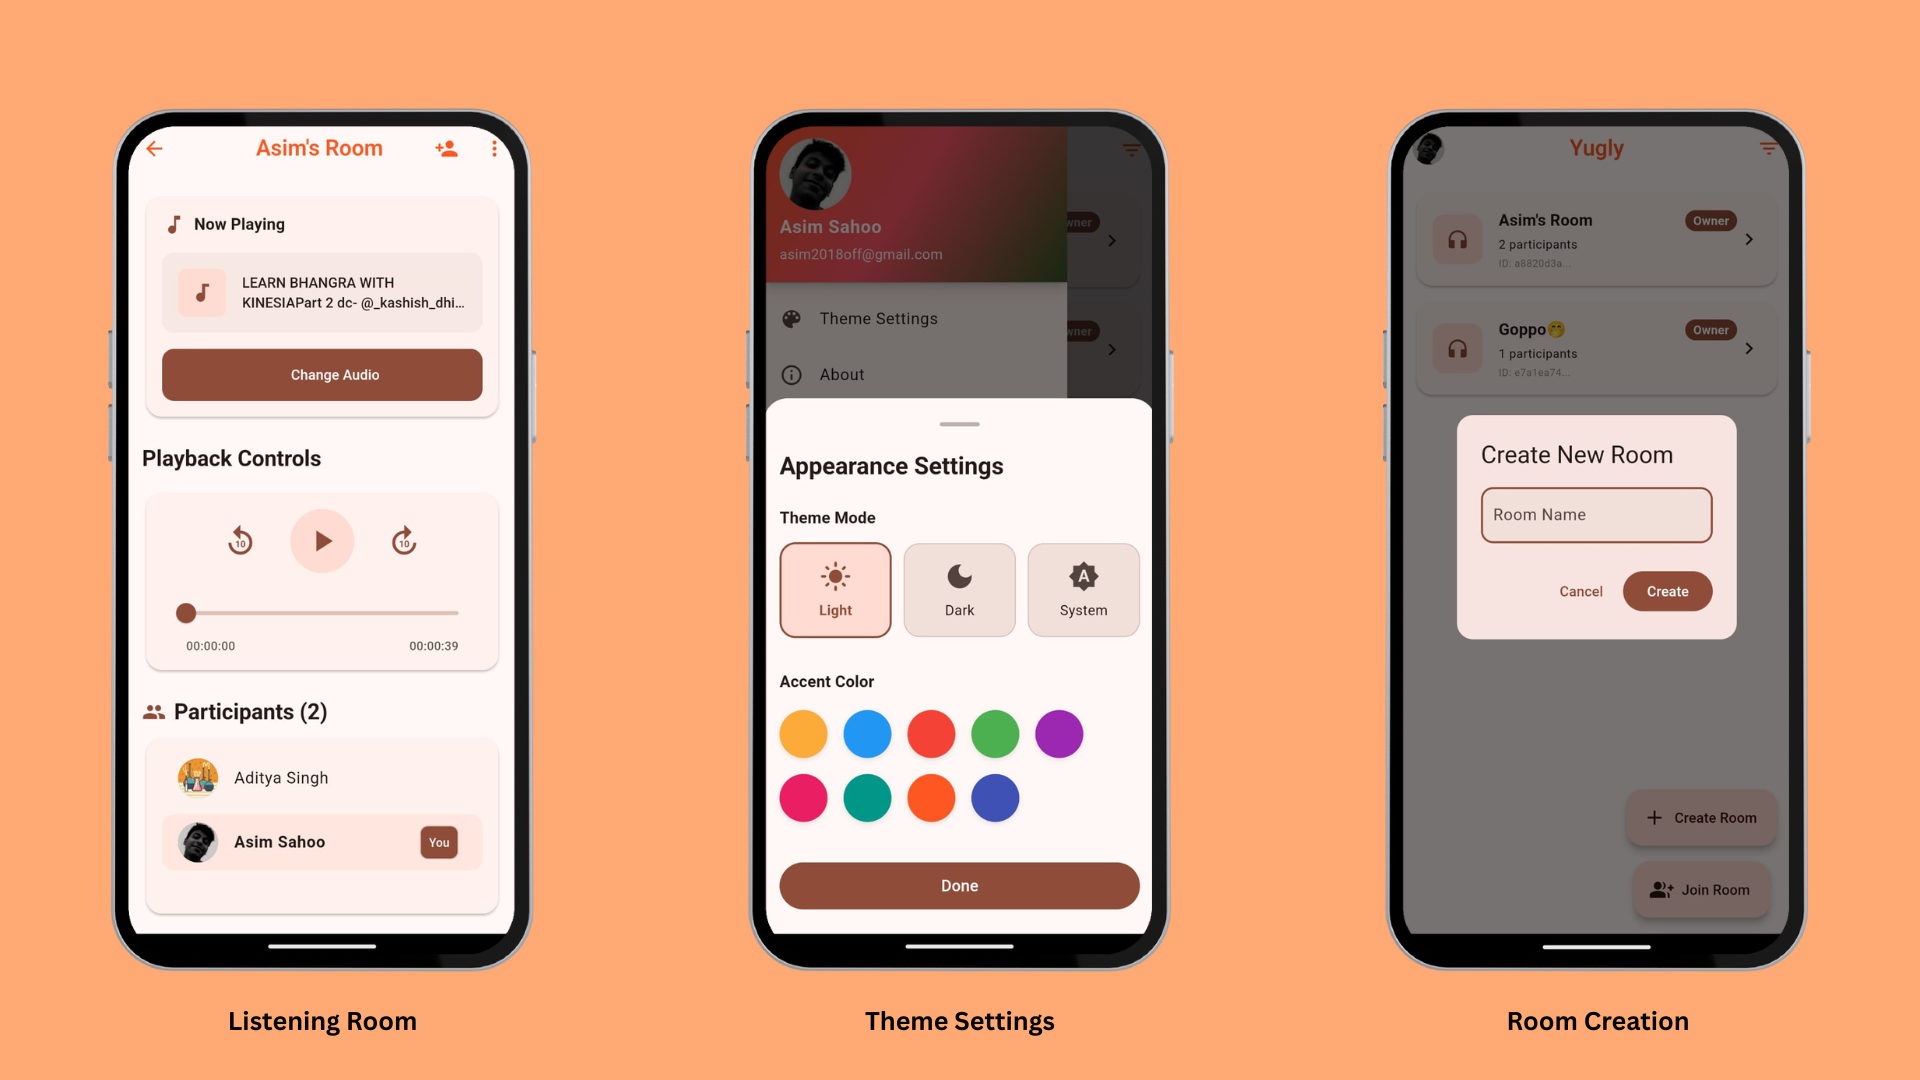 Asim's Room
Now Playing
LEARN BHANGRA WITH
KINESIAPart 2 dc- @_kashish_dhi...
Change Audio
Playback Controls
10
10
00:00:00
00:00:39
Participants (2)
Aditya Singh
Asim Sahoo
You
Listening Room
Asim Sahoo
asim2018off@gmail.com
wner
Theme Settings
wner
About
Appearance Settings
Theme Mode
Light
Dark
A
System
Accent Color
Done
Theme Settings
Yugly
Asim's Room
Owner
2 participants
ID: a8820d3a...
Goppo🤭
Owner
1 participants
ID: e7a1ea74...
Create New Room
Room Name
Cancel
Create
Create Room
Join Room
Room Creation